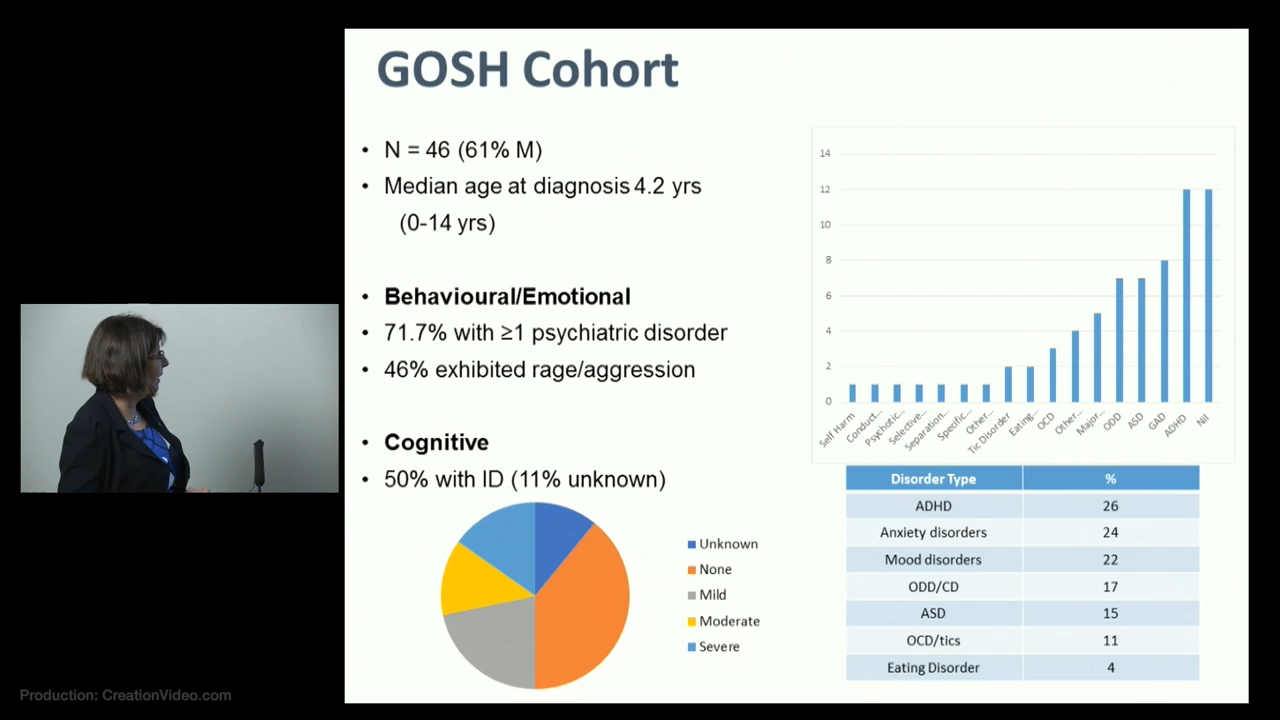 GOSH Cohort
• N = 46 (61% M)
• Median age at diagnosis 4.2 yrs
(0-14 yrs)
• Behavioural/Emotional
• 71.7% with ≥1 psychiatric disorder
• 46% exhibited rage/aggression
• Cognitive
• 50% with ID (11% unknown)
Unknown
None
Mild
Moderate
Severe
14
12
10
8
6
4
2
0
Self Harm
Conduct...
Psychotic...
Selective...
Separation...
Specific...
Other...
Tic Disorder
Eating...
OCD
Other...
Major...
ODD
ASD
GAD
ADHD
Nil
Disorder Type %
ADHD 26
Anxiety disorders 24
Mood disorders 22
ODD/CD 17
ASD 15
OCD/tics 11
Eating Disorder 4
Production: CreationVideo.com